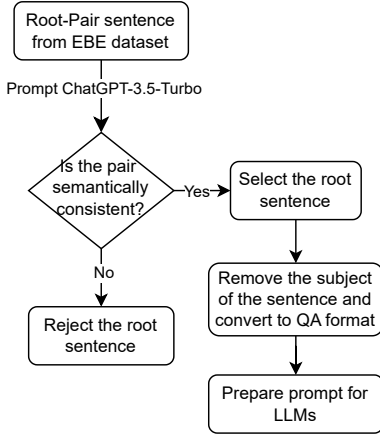 Root-Pair sentence
from EBE dataset
Prompt ChatGPT-3.5-Turbo
Is the pair
semantically
consistent?
Yes
Select the root
sentence
No
Reject the root
sentence
Remove the subject
of the sentence and
convert to QA format
Prepare prompt for
LLMs